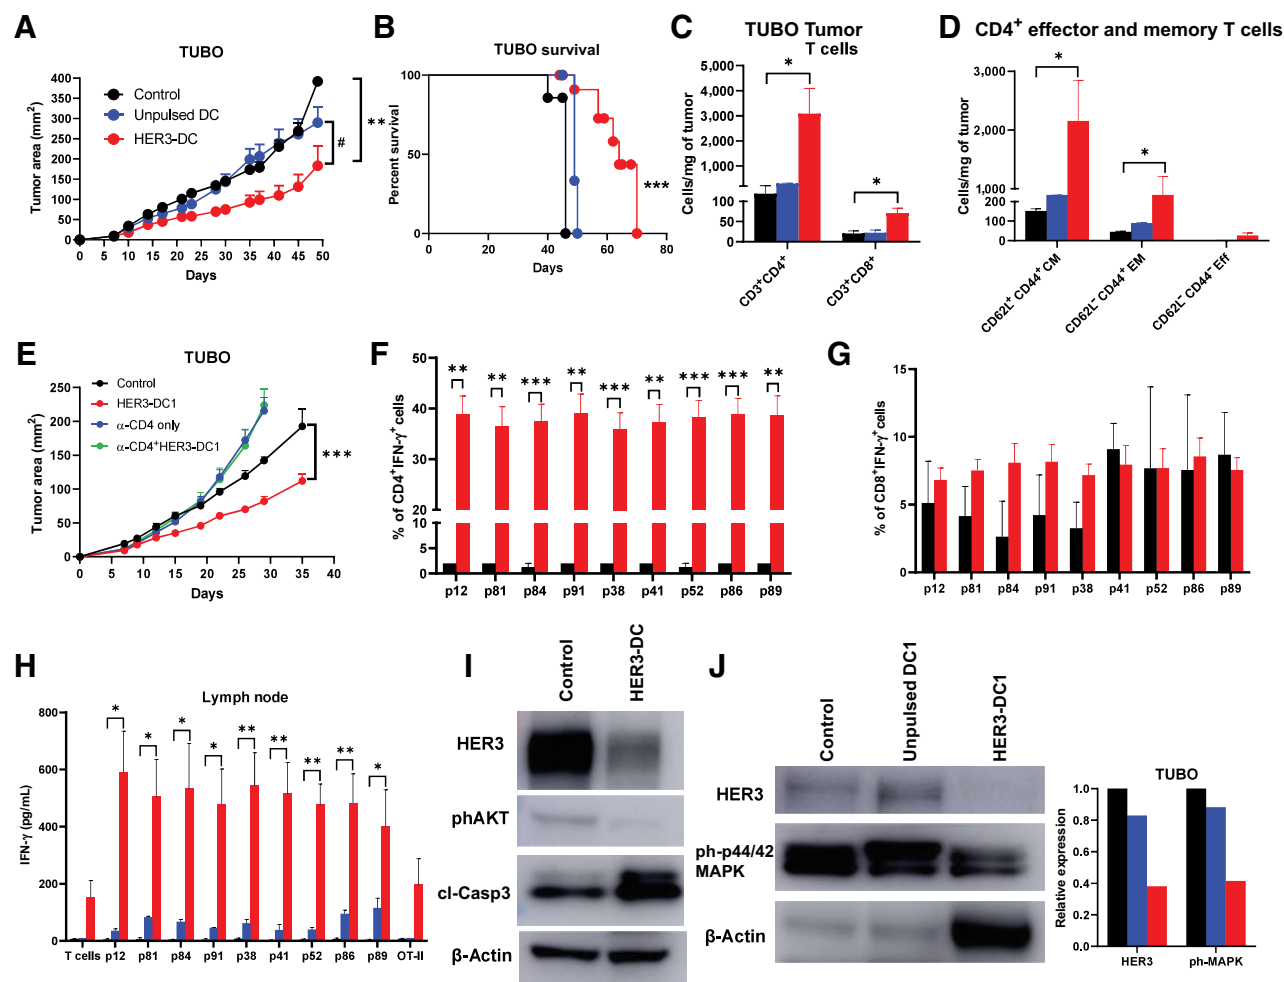 A
TUBO
Tumor area (mm²)
400
350
300
250
200
150
100
50
0
Control
Unpulsed DC
HER3-DC
**
#
0 5 10 15 20 25 30 35 40 45 50
Days
B
TUBO survival
Percent survival
100
50
0
***
0 20 40 60 80
Days
C
TUBO Tumor
T cells
Cells/mg of tumor
5,000
4,000
3,000
2,000
1,000
100
50
0
*
*
CD3⁺CD4⁺
CD3⁺CD8⁺
D
CD4⁺ effector and memory T cells
Cells/mg of tumor
3,000
2,000
1,000
200
100
0
*
*
CD62L⁺ CD44⁺ CM
CD62L⁻ CD44⁺ EM
CD62L⁻ CD44⁻ Eff
E
TUBO
Tumor area (mm²)
250
200
150
100
50
0
Control
HER3-DC1
α-CD4 only
α-CD4⁺HER3-DC1
***
0 5 10 15 20 25 30 35 40
Days
F
% of CD4⁺IFN-γ⁺ cells
50
40
30
20
10
5
0
** ** *** ** *** ** *** *** **
p12 p81 p84 p91 p38 p41 p52 p86 p89
G
% of CD8⁺IFN-γ⁺ cells
15
10
5
0
p12 p81 p84 p91 p38 p41 p52 p86 p89
H
Lymph node
IFN-γ (pg/mL)
800
600
400
200
0
* * * * ** ** ** ** *
T cells p12 p81 p84 p91 p38 p41 p52 p86 p89 OT-II
I
Control
HER3-DC
HER3
phAKT
cl-Casp3
β-Actin
J
Control
Unpulsed DC1
HER3-DC1
HER3
ph-p44/42
MAPK
β-Actin
TUBO
Relative expression
1.0
0.8
0.6
0.4
0.2
0.0
HER3 ph-MAPK